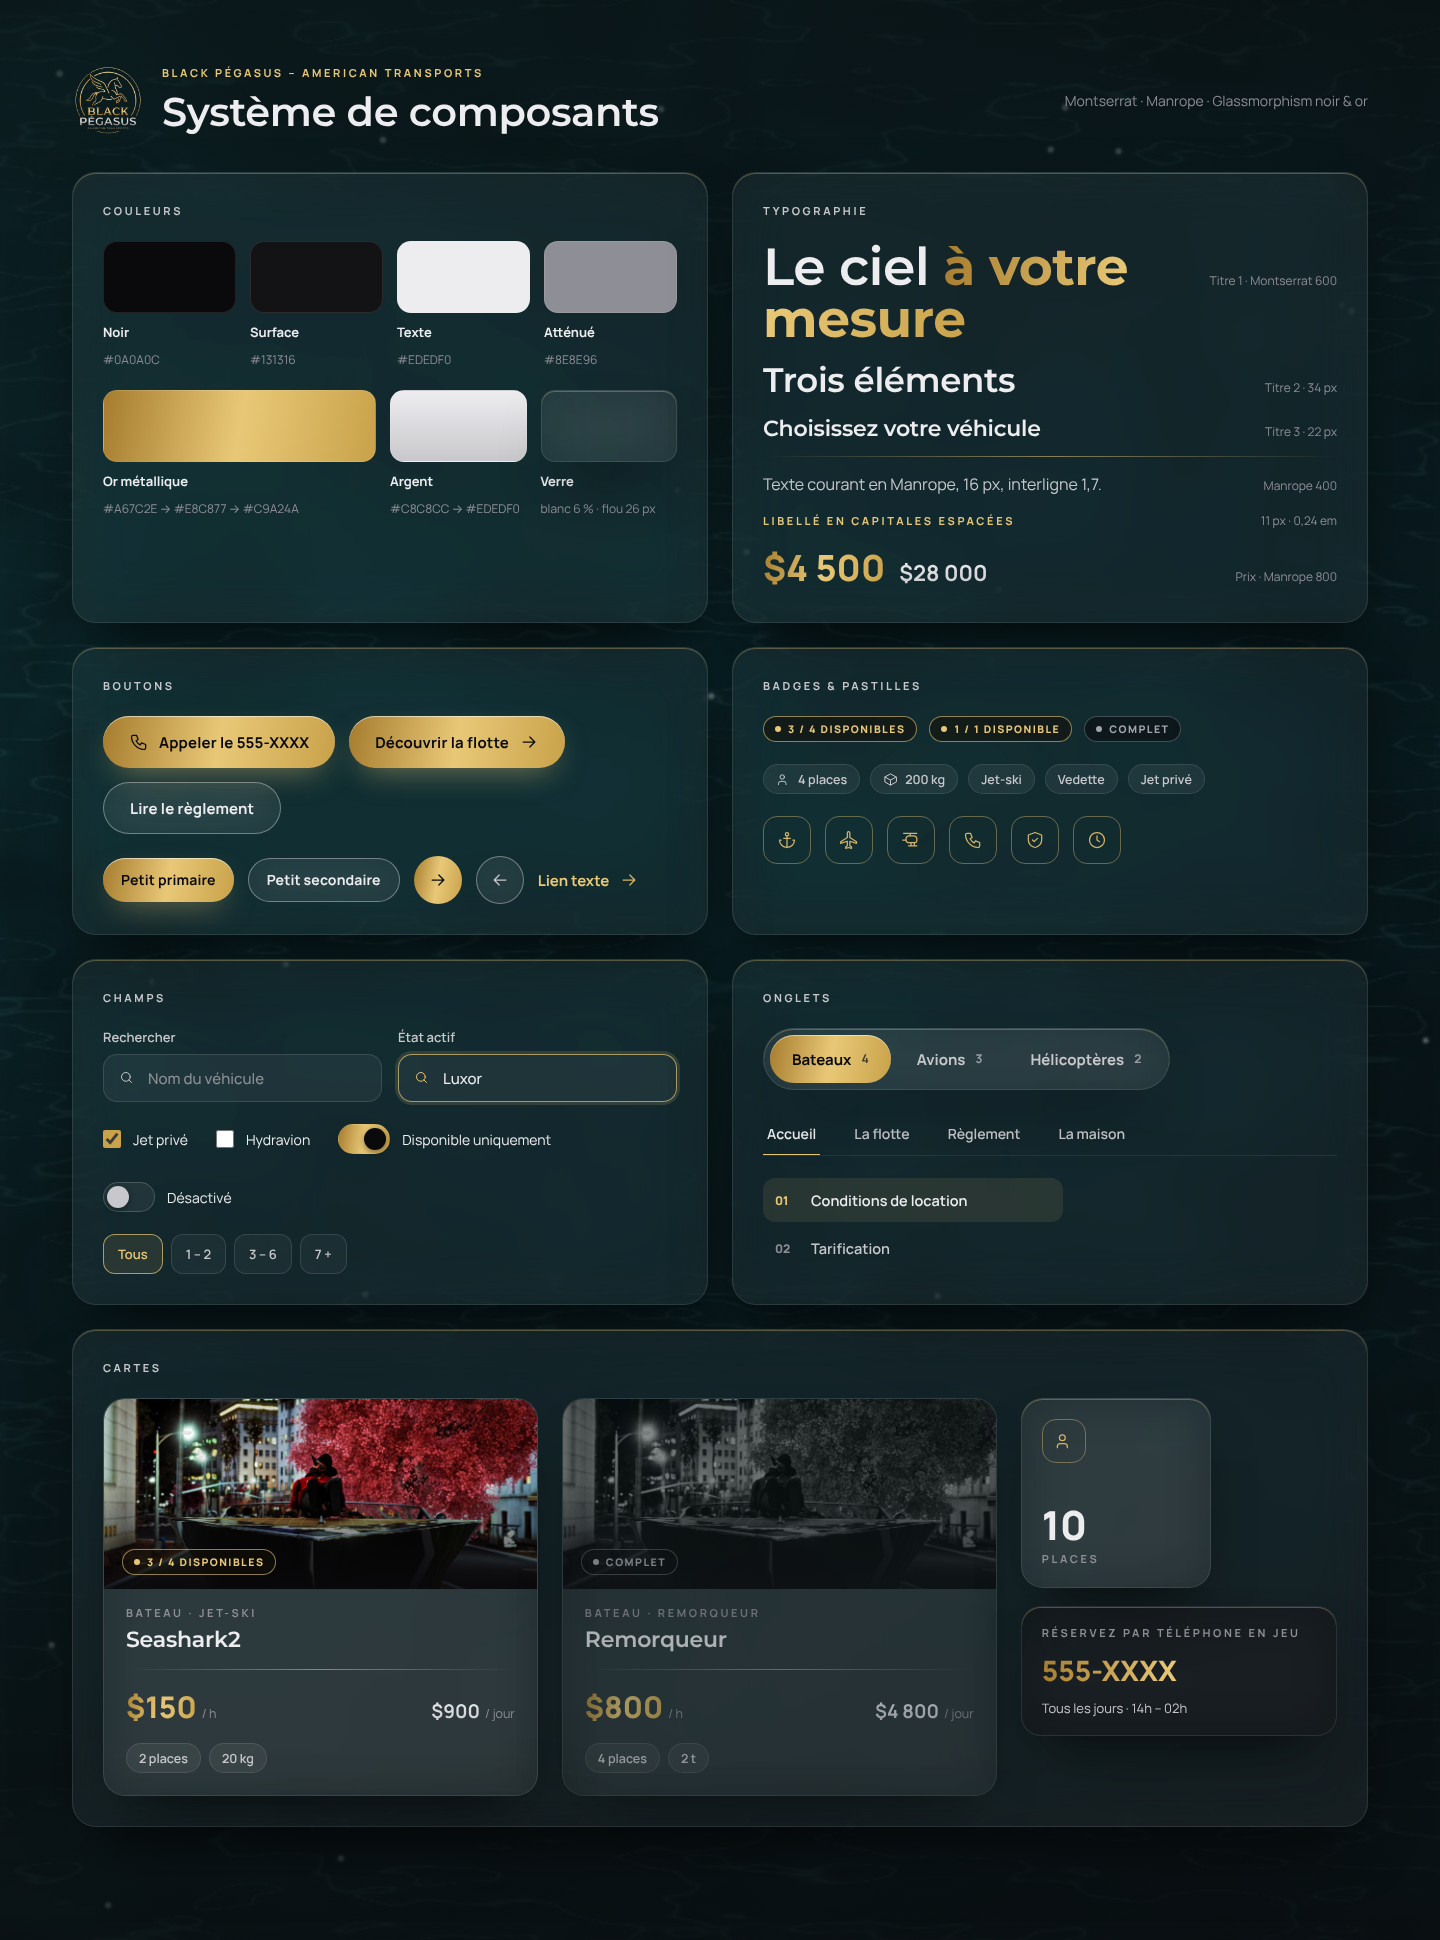 BLACK PÉGASUS – AMERICAN TRANSPORTS
BLACK
PÉGASUS
Système de composants
Montserrat · Manrope · Glassmorphism noir & or
COULEURS
Noir
#0A0A0C
Surface
#131316
Texte
#EDEDF0
Atténué
#8E8E96
Or métallique
#A67C2E → #E8C877 → #C9A24A
Argent
#C8C8CC → #EDEDF0
Verre
blanc 6 % · flou 26 px
TYPOGRAPHIE
Le ciel à votre
mesure
Titre 1 · Montserrat 600
Trois éléments
Titre 2 · 34 px
Choisissez votre véhicule
Titre 3 · 22 px
Texte courant en Manrope, 16 px, interligne 1,7.
Manrope 400
LIBELLÉ EN CAPITALES ESPACÉES
11 px · 0,24 em
$4 500 $28 000
Prix · Manrope 800
BOUTONS
Appeler le 555-XXXX
Découvrir la flotte →
Lire le règlement
Petit primaire
Petit secondaire
→
←
Lien texte →
BADGES & PASTILLES
3 / 4 DISPONIBLES
1 / 1 DISPONIBLE
COMPLET
4 places
200 kg
Jet-ski
Vedette
Jet privé
CHAMPS
Rechercher
Nom du véhicule
État actif
Luxor
Jet privé
Hydravion
Disponible uniquement
Désactivé
Tous
1 – 2
3 – 6
7 +
ONGLETS
Bateaux 4
Avions 3
Hélicoptères 2
Accueil
La flotte
Règlement
La maison
01 Conditions de location
02 Tarification
CARTES
3 / 4 DISPONIBLES
BATEAU · JET-SKI
Seashark2
$150 / h
$900 / jour
2 places
20 kg
COMPLET
BATEAU · REMORQUEUR
Remorqueur
$800 / h
$4 800 / jour
4 places
2 t
10
PLACES
RÉSERVEZ PAR TÉLÉPHONE EN JEU
555-XXXX
Tous les jours · 14h – 02h